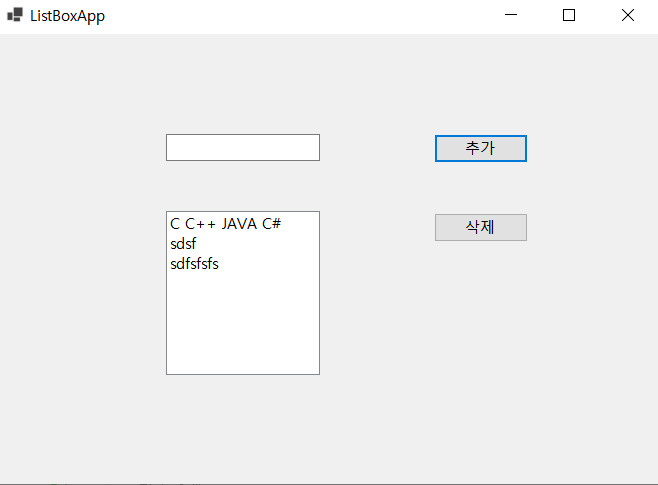 ListBoxApp
추가
C C++ JAVA C#
sdsf
sdfsfsfs
삭제